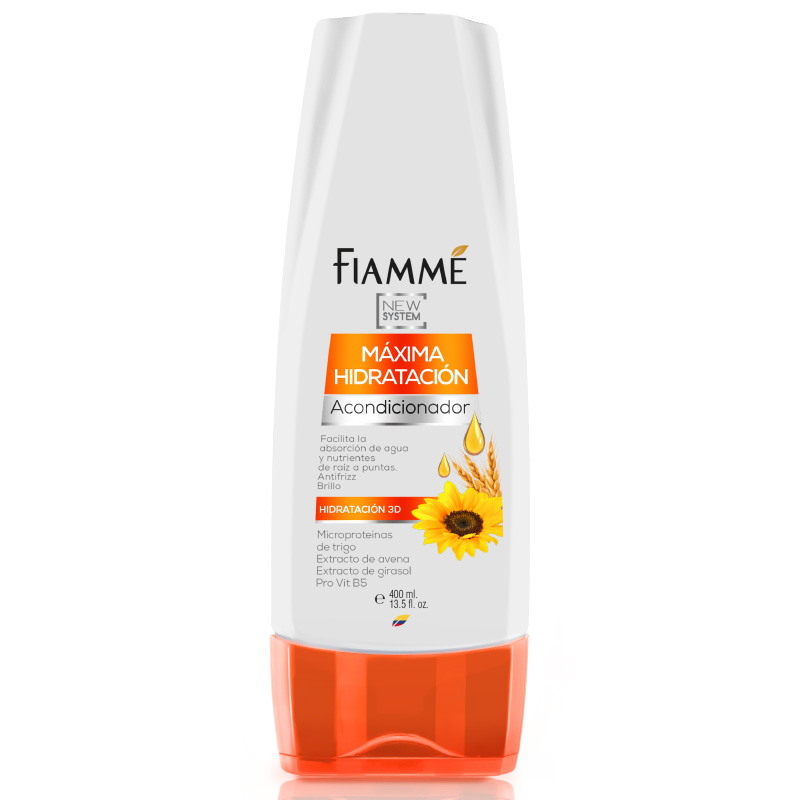 FIAMMÉ
NEW
SYSTEM
MÁXIMA
HIDRATACIÓN
Acondicionador
Facilita la
absorción de agua
y nutrientes
de raíz a puntas.
Antifrizz
Brillo
HIDRATACIÓN 3D
Microproteinas
de trigo
Extracto de avena
Extracto de girasol
Pro Vit B5
℮ 400 ml.
13.5 fl. oz.